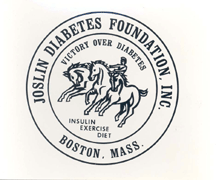 JOSLIN DIABETES FOUNDATION, INC.
VICTORY OVER DIABETES
INSULIN
EXERCISE
DIET
BOSTON, MASS.